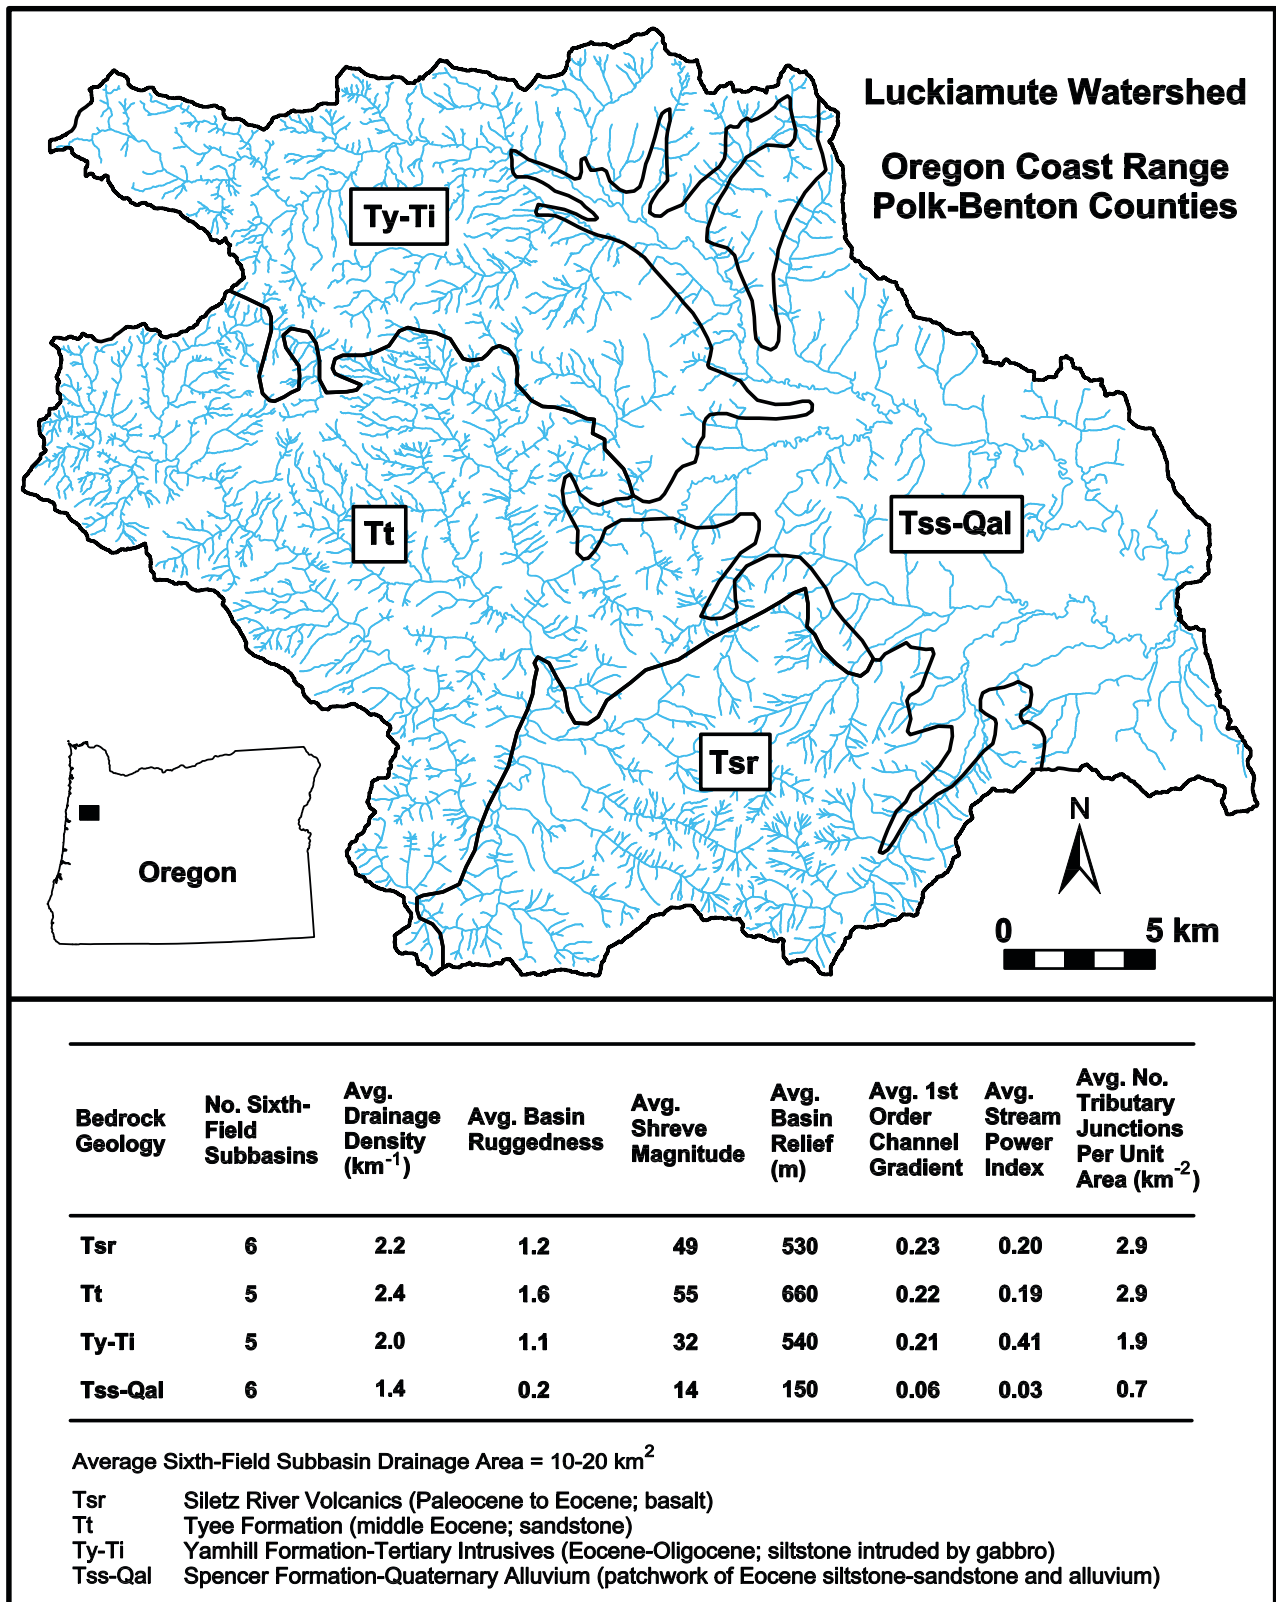 Luckiamute Watershed
Oregon Coast Range
Polk-Benton Counties
Ty-Ti
Tt
Tss-Qal
Tsr
Oregon
N
0 5 km
Bedrock Geology | No. Sixth-Field Subbasins | Avg. Drainage Density (km-1) | Avg. Basin Ruggedness | Avg. Shreve Magnitude | Avg. Basin Relief (m) | Avg. 1st Order Channel Gradient | Avg. Stream Power Index | Avg. No. Tributary Junctions Per Unit Area (km-2)
Tsr 6 2.2 1.2 49 530 0.23 0.20 2.9
Tt 5 2.4 1.6 55 660 0.22 0.19 2.9
Ty-Ti 5 2.0 1.1 32 540 0.21 0.41 1.9
Tss-Qal 6 1.4 0.2 14 150 0.06 0.03 0.7
Average Sixth-Field Subbasin Drainage Area = 10-20 km2
Tsr Siletz River Volcanics (Paleocene to Eocene; basalt)
Tt Tyee Formation (middle Eocene; sandstone)
Ty-Ti Yamhill Formation-Tertiary Intrusives (Eocene-Oligocene; siltstone intruded by gabbro)
Tss-Qal Spencer Formation-Quaternary Alluvium (patchwork of Eocene siltstone-sandstone and alluvium)